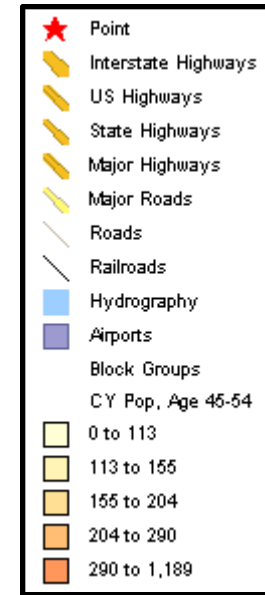 Point
Interstate Highways
US Highways
State Highways
Major Highways
Major Roads
Roads
Railroads
Hydrography
Airports
Block Groups
CY Pop, Age 45-54
0 to 113
113 to 155
155 to 204
204 to 290
290 to 1,189